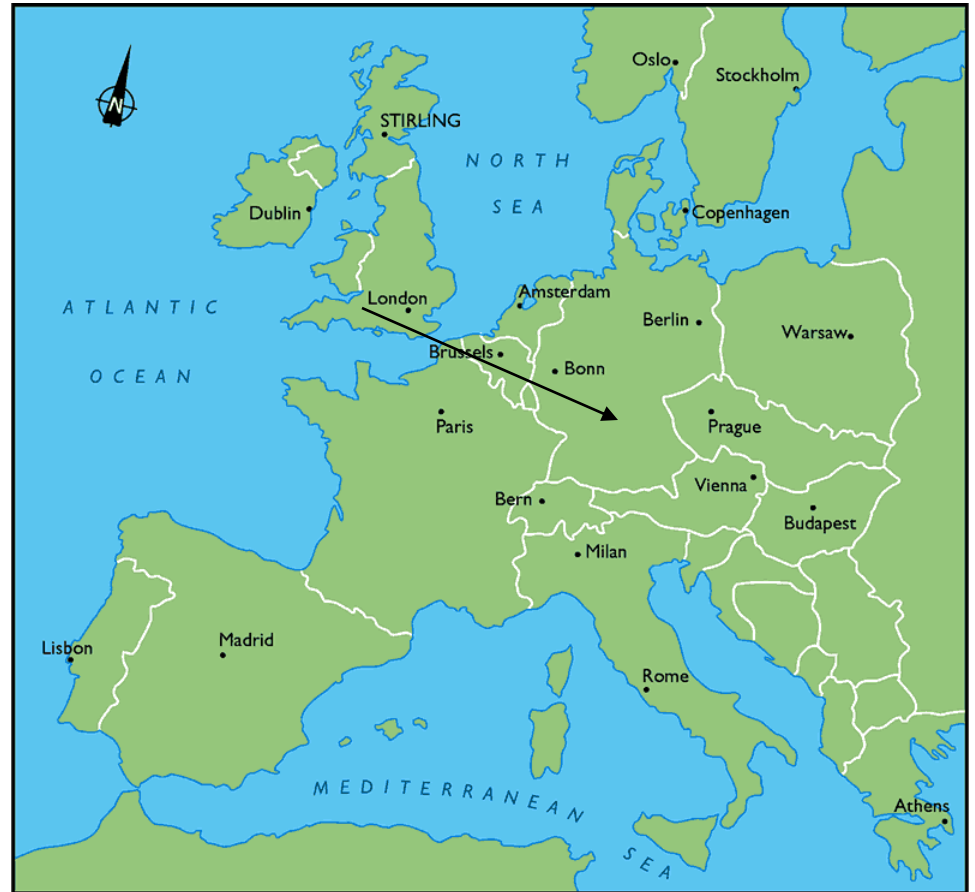 Oslo
Stockholm
N
STIRLING
NORTH
SEA
Dublin
Copenhagen
ATLANTIC
OCEAN
London
Amsterdam
Berlin
Warsaw
Brussels
Bonn
Paris
Prague
Vienna
Bern
Budapest
Milan
Lisbon
Madrid
Rome
MEDITERRANEAN
SEA
Athens